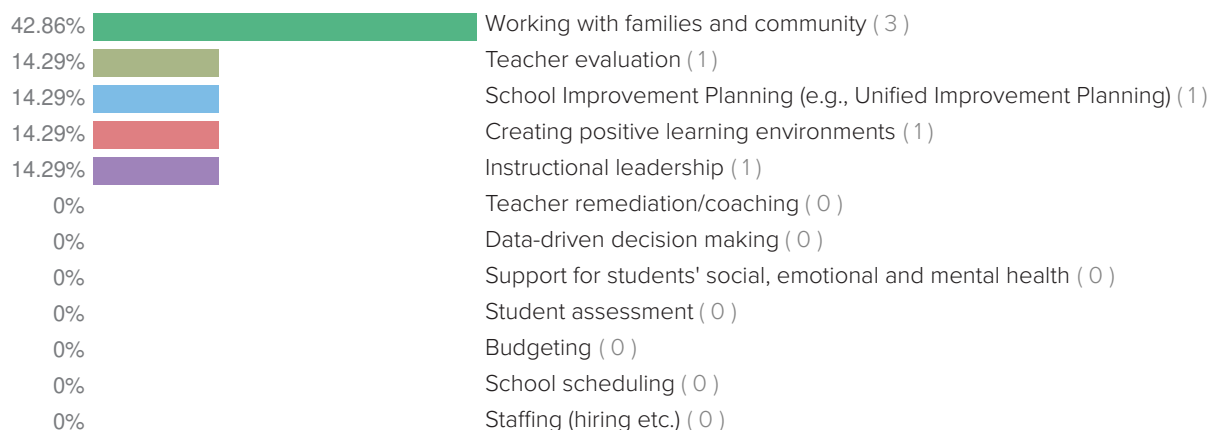 42.86% Working with families and community ( 3 )
14.29% Teacher evaluation ( 1 )
14.29% School Improvement Planning (e.g., Unified Improvement Planning) ( 1 )
14.29% Creating positive learning environments ( 1 )
14.29% Instructional leadership ( 1 )
0% Teacher remediation/coaching ( 0 )
0% Data-driven decision making ( 0 )
0% Support for students' social, emotional and mental health ( 0 )
0% Student assessment ( 0 )
0% Budgeting ( 0 )
0% School scheduling ( 0 )
0% Staffing (hiring etc.) ( 0 )